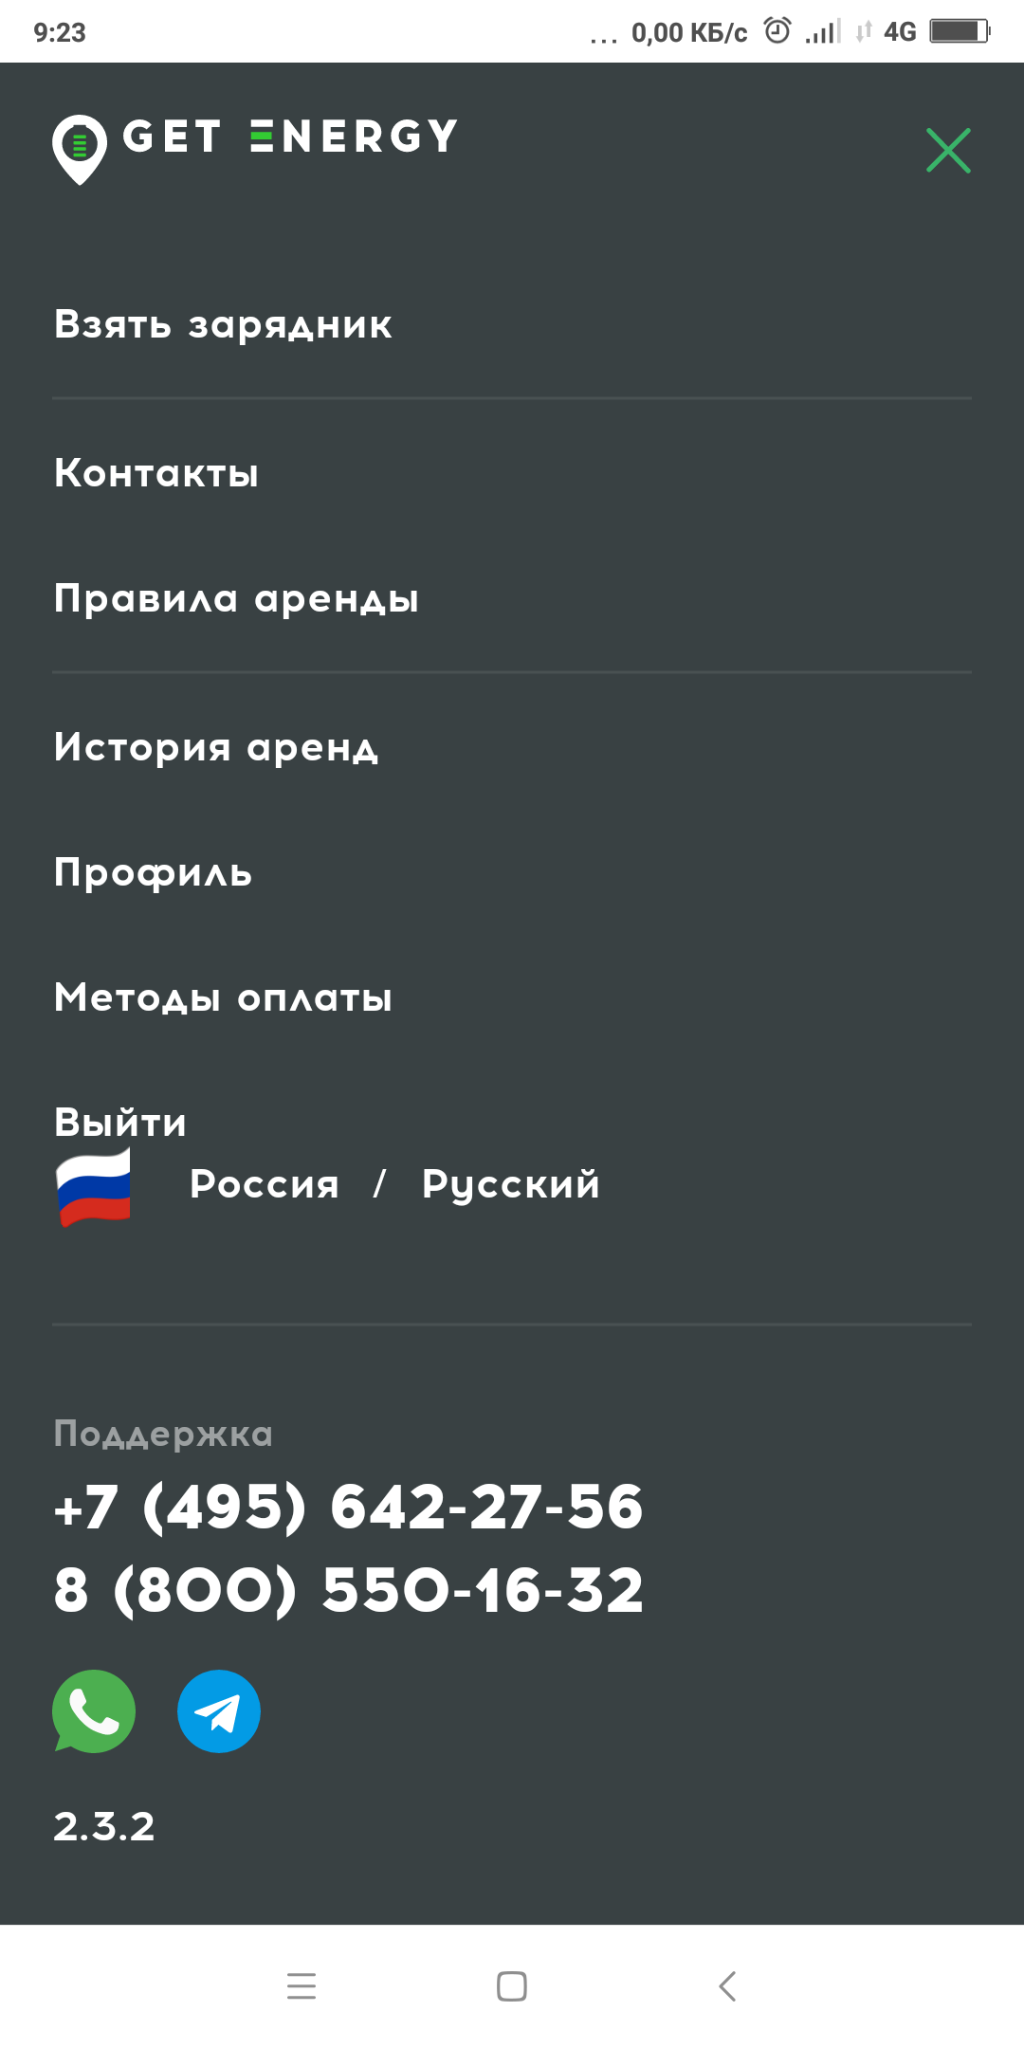 9:23
... 0,00 КБ/с 4G
GET ENERGY
Взять зарядник
Контакты
Правила аренды
История аренд
Профиль
Методы оплаты
Выйти
Россия / Русский
Поддержка
+7 (495) 642-27-56
8 (800) 550-16-32
2.3.2